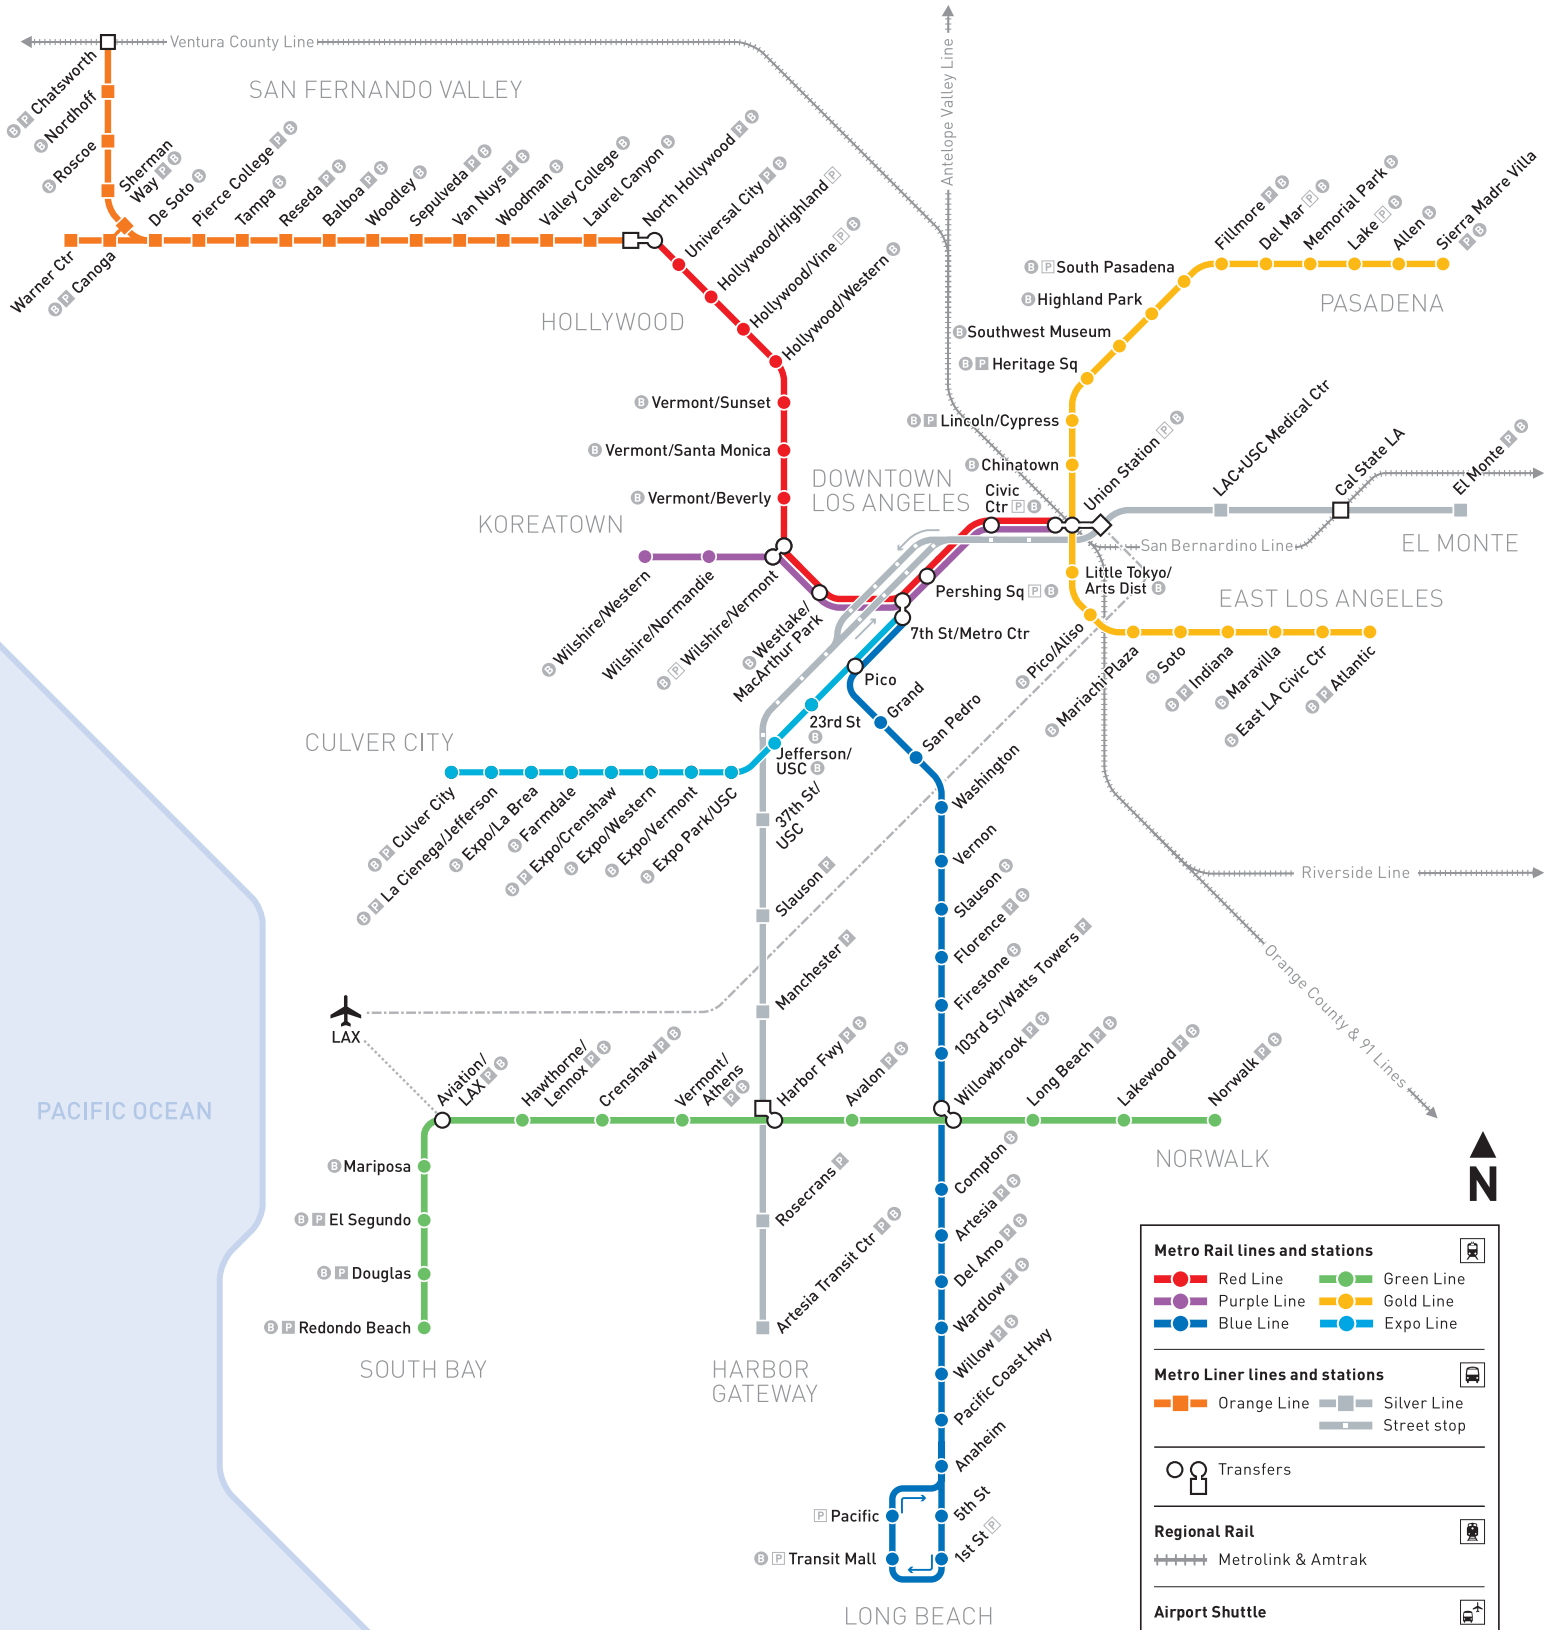 Ventura County Line
Antelope Valley Line
SAN FERNANDO VALLEY
B P Chatsworth
B Nordhoff
B Roscoe
Sherman
Way P B
De Soto B
Pierce College P B
Tampa B
Reseda P B
Balboa P B
Woodley B
Sepulveda P B
Van Nuys P B
Woodman B
Valley College B
Laurel Canyon B
North Hollywood P B
Warner Ctr
B P Canoga
Universal City P B
Hollywood/Highland P
Hollywood/Vine P B
Hollywood/Western B
HOLLYWOOD
B Vermont/Sunset
B Vermont/Santa Monica
B Vermont/Beverly
KOREATOWN
B Wilshire/Western
Wilshire/Normandie
B P Wilshire/Vermont
B Westlake/
MacArthur Park
DOWNTOWN
LOS ANGELES
Civic
Ctr P B
Pershing Sq P B
7th St/Metro Ctr
Union Station P B
Fillmore P B
Del Mar P B
Memorial Park B
Lake P B
Allen B
Sierra Madre Villa
P B
B P South Pasadena
B Highland Park
B Southwest Museum
B P Heritage Sq
B P Lincoln/Cypress
B Chinatown
PASADENA
LAC+USC Medical Ctr
Cal State LA
El Monte P B
San Bernardino Line
EL MONTE
Little Tokyo/
Arts Dist B
EAST LOS ANGELES
B Pico/Aliso
B Mariachi Plaza
B Soto
B P Indiana
B Maravilla
B East LA Civic Ctr
B P Atlantic
Pico
Grand
San Pedro
Washington
Vernon
Slauson B
Florence P B
Firestone B
103rd St/Watts Towers P
Willowbrook P B
23rd St
B
Jefferson/
USC B
CULVER CITY
B P Culver City
B P La Cienega/Jefferson
B Expo/La Brea
B Farmdale
B P Expo/Crenshaw
B Expo/Western
B Expo/Vermont
B Expo Park/USC
37th St/
USC
Slauson P
Manchester P
Harbor Fwy P B
Rosecrans P
Artesia Transit Ctr P B
Riverside Line
Orange County & 91 Lines
LAX
Aviation/
LAX P B
Hawthorne/
Lennox P B
Crenshaw P B
Vermont/
Athens
P B
Avalon P B
Long Beach P B
Lakewood P B
Norwalk P B
NORWALK
PACIFIC OCEAN
B Mariposa
B P El Segundo
B P Douglas
B P Redondo Beach
SOUTH BAY
HARBOR
GATEWAY
Compton B
Artesia P B
Del Amo P B
Wardlow P B
Willow P B
Pacific Coast Hwy
Anaheim
5th St
1st St P
P Pacific
B P Transit Mall
LONG BEACH
N
Metro Rail lines and stations
Red Line
Green Line
Purple Line
Gold Line
Blue Line
Expo Line
Metro Liner lines and stations
Orange Line
Silver Line
Street stop
Transfers
Regional Rail
Metrolink & Amtrak
Airport Shuttle